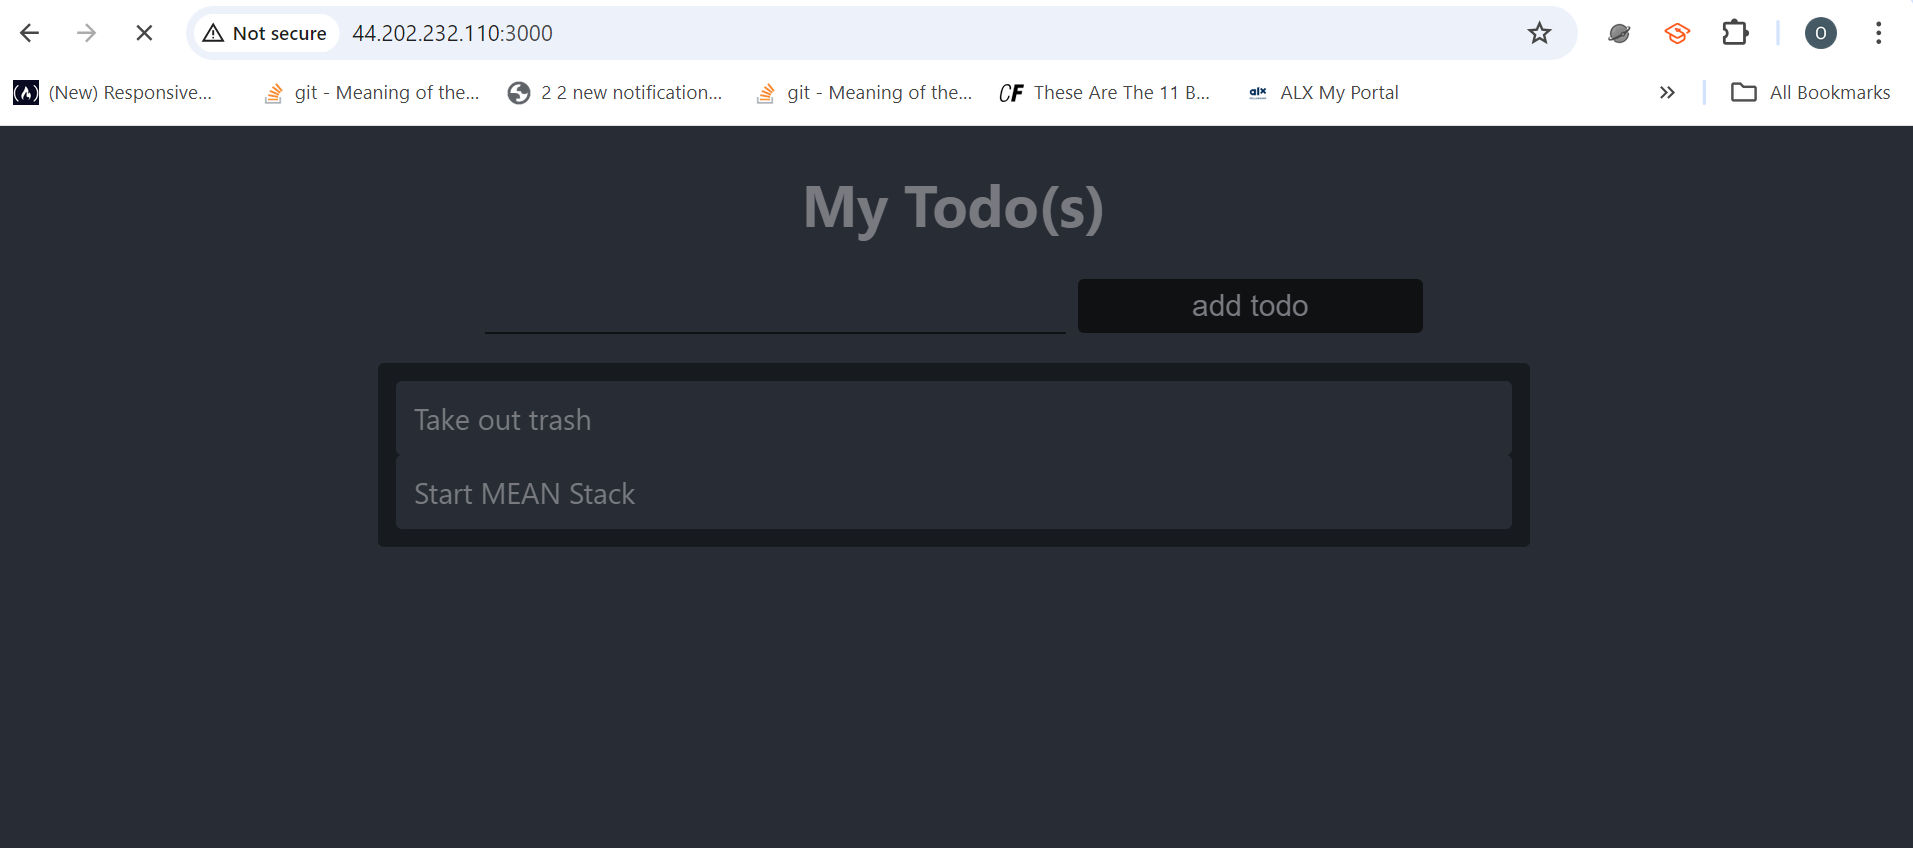 Not secure 44.202.232.110:3000 O
(New) Responsive... git - Meaning of the... 2 2 new notification... git - Meaning of the... CF These Are The 11 B... alx ALX My Portal All Bookmarks
My Todo(s)
add todo
Take out trash
Start MEAN Stack